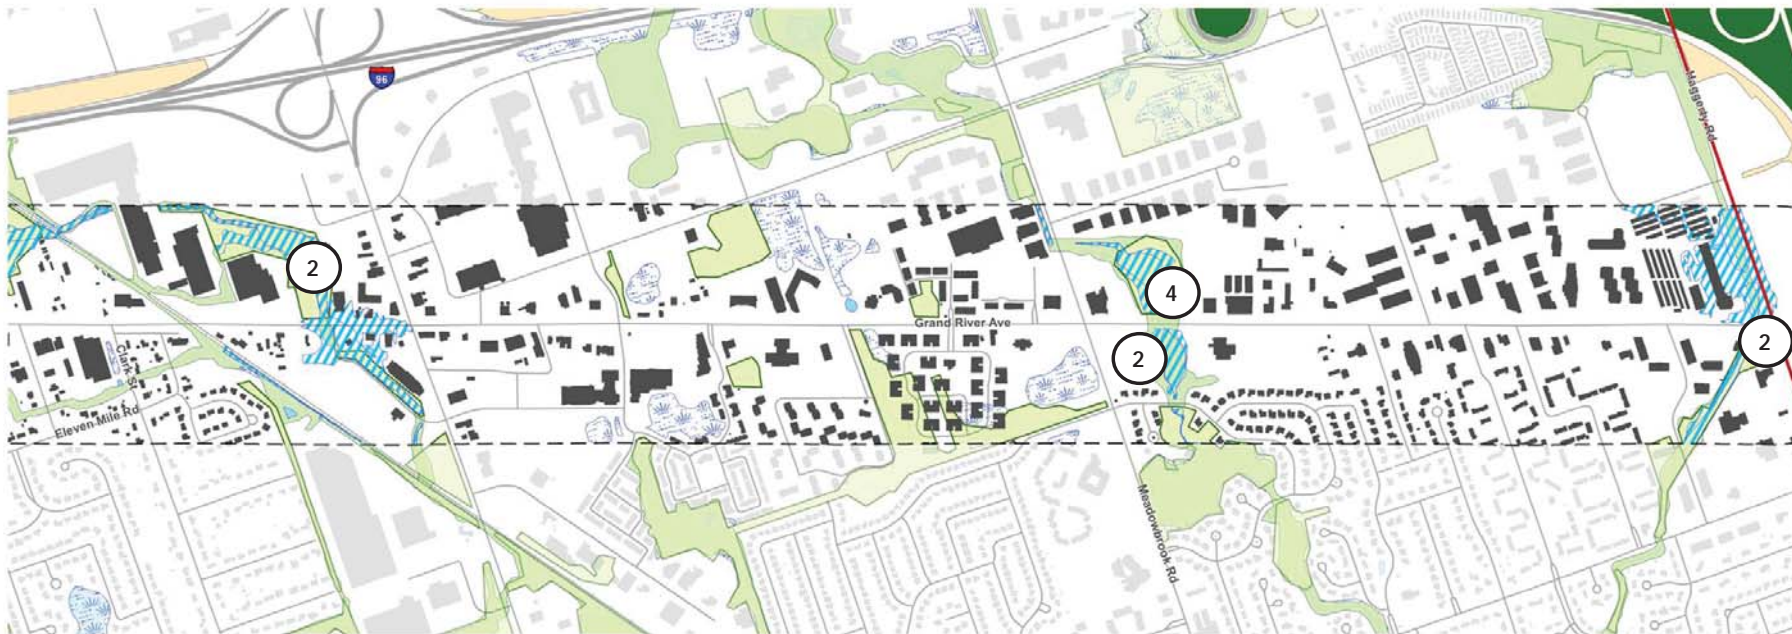 96
Haggerty Rd
2
4
Grand River Ave
2
2
Clark St
Eleven Mile Rd
Meadowbrook Rd